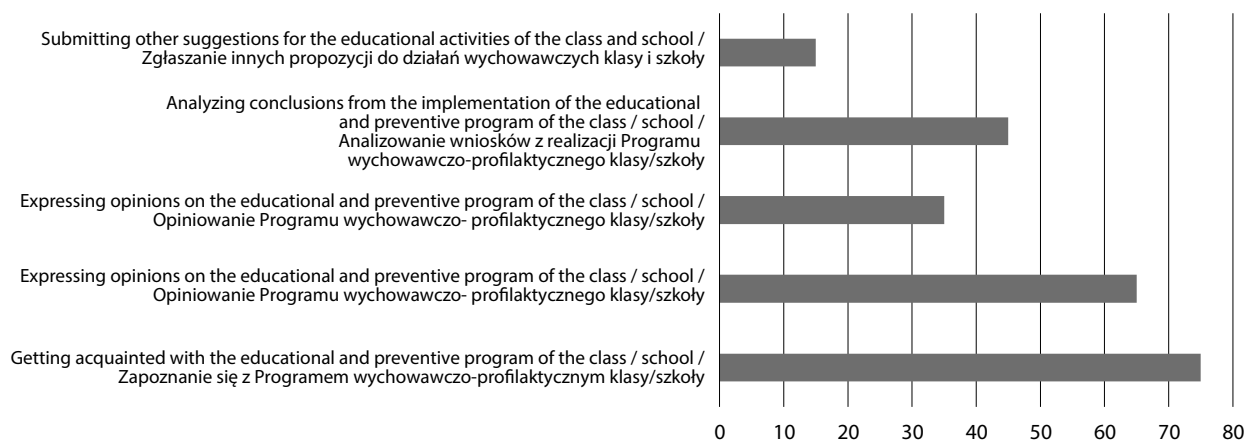 Submitting other suggestions for the educational activities of the class and school /
Zgłaszanie innych propozycji do działań wychowawczych klasy i szkoły
Analyzing conclusions from the implementation of the educational
and preventive program of the class / school /
Analizowanie wniosków z realizacji Programu
wychowawczo-profilaktycznego klasy/szkoły
Expressing opinions on the educational and preventive program of the class / school /
Opiniowanie Programu wychowawczo- profilaktycznego klasy/szkoły
Expressing opinions on the educational and preventive program of the class / school /
Opiniowanie Programu wychowawczo- profilaktycznego klasy/szkoły
Getting acquainted with the educational and preventive program of the class / school /
Zapoznanie się z Programem wychowawczo-profilaktycznym klasy/szkoły
0 10 20 30 40 50 60 70 80